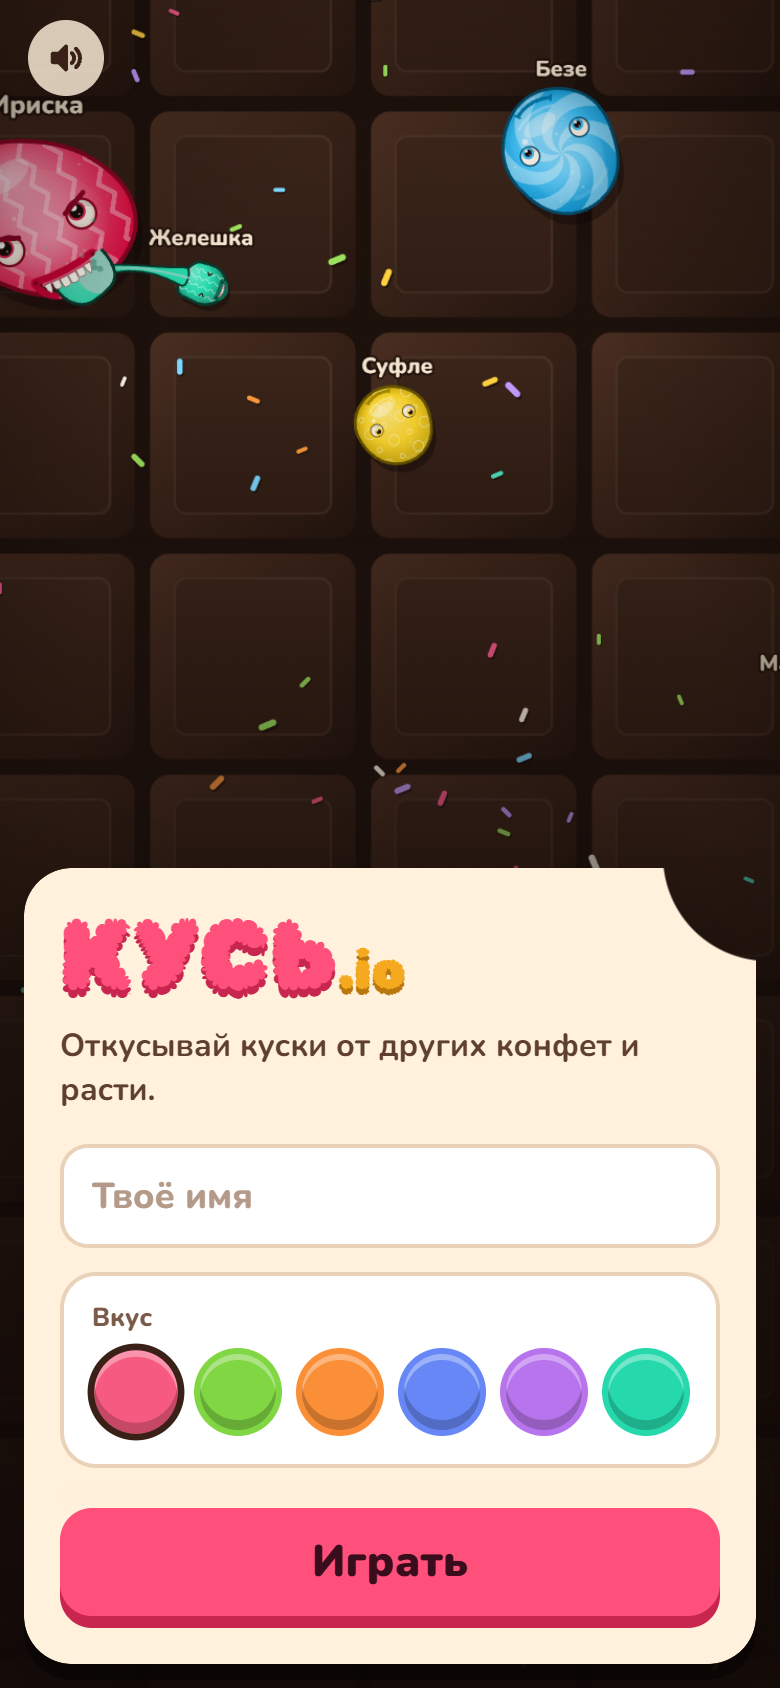 Безе
Ириска
Желешка
Суфле
КУСЬ.io
Откусывай куски от других конфет и
расти.
Твоё имя
Вкус
Играть